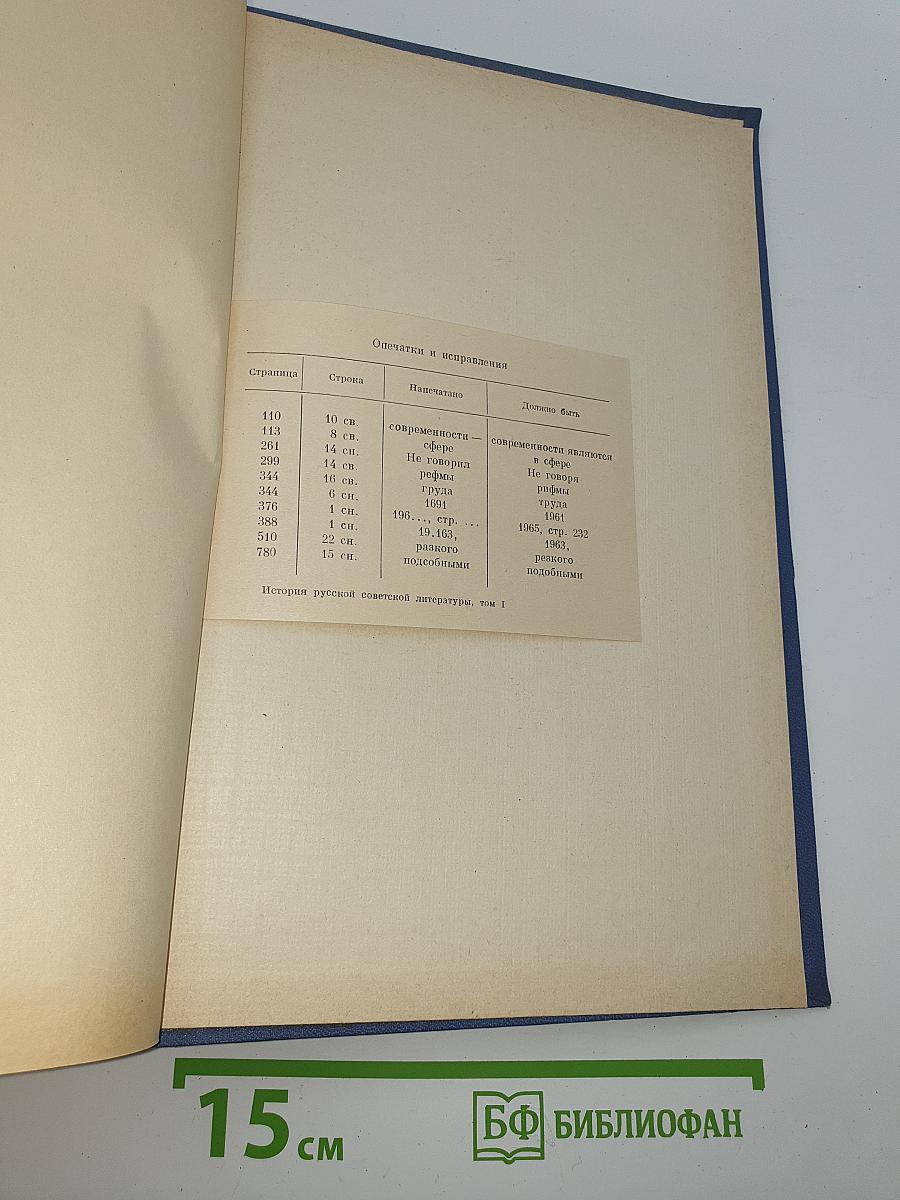 Опечатки и исправления
Страница Строка Напечатано Должно быть
110 10 св. современности — современности являются
113 8 св. сфере в сфере
261 14 сн. Не говорил Не говоря
299 14 св. рефмы рифмы
344 16 св. груда труда
344 6 сн. 1691 1961
376 1 сн. 196..., стр. ... 1965, стр. 232
388 1 сн. 19.163, 1963,
510 22 сн. разкого резкого
780 15 сн. подсобными подобными
История русской советской литературы, том I
15 см
БФ БИБЛИОФАН